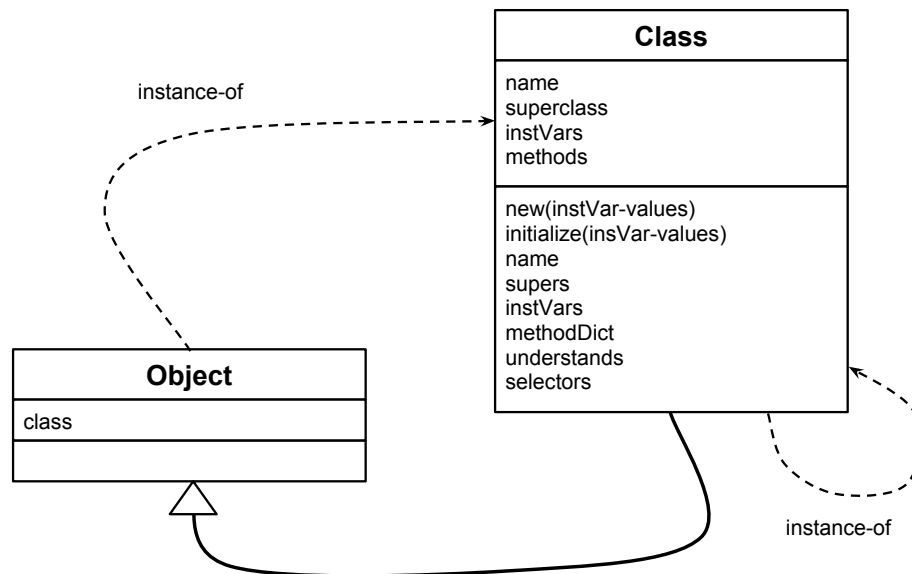 Class
name
superclass
instVars
methods
new(instVar-values)
initialize(insVar-values)
name
supers
instVars
methodDict
understands
selectors
instance-of
Object
class
instance-of